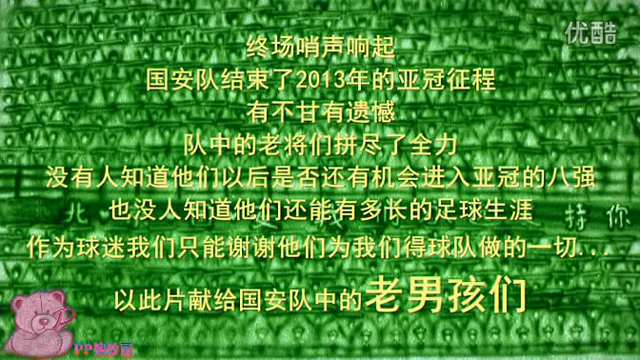 优酷
终场哨声响起
国安队结束了2013年的亚冠征程
有不甘有遗憾
队中的老将们拼尽了全力
没有人知道他们以后是否还有机会进入亚冠的八强
也没人知道他们还能有多长的足球生涯
作为球迷我们只能谢谢他们为我们得球队做的一切...
以此片献给国安队中的老男孩们